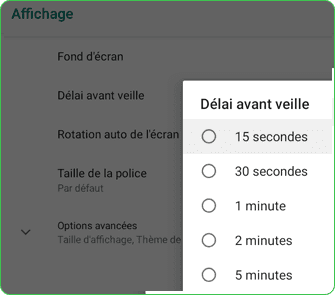 Affichage
Fond d'écran
Délai avant veille
Rotation auto de l'écran
Taille de la police
Par défaut
Options avancées
Taille d'affichage, Thème de
Délai avant veille
15 secondes
30 secondes
1 minute
2 minutes
5 minutes